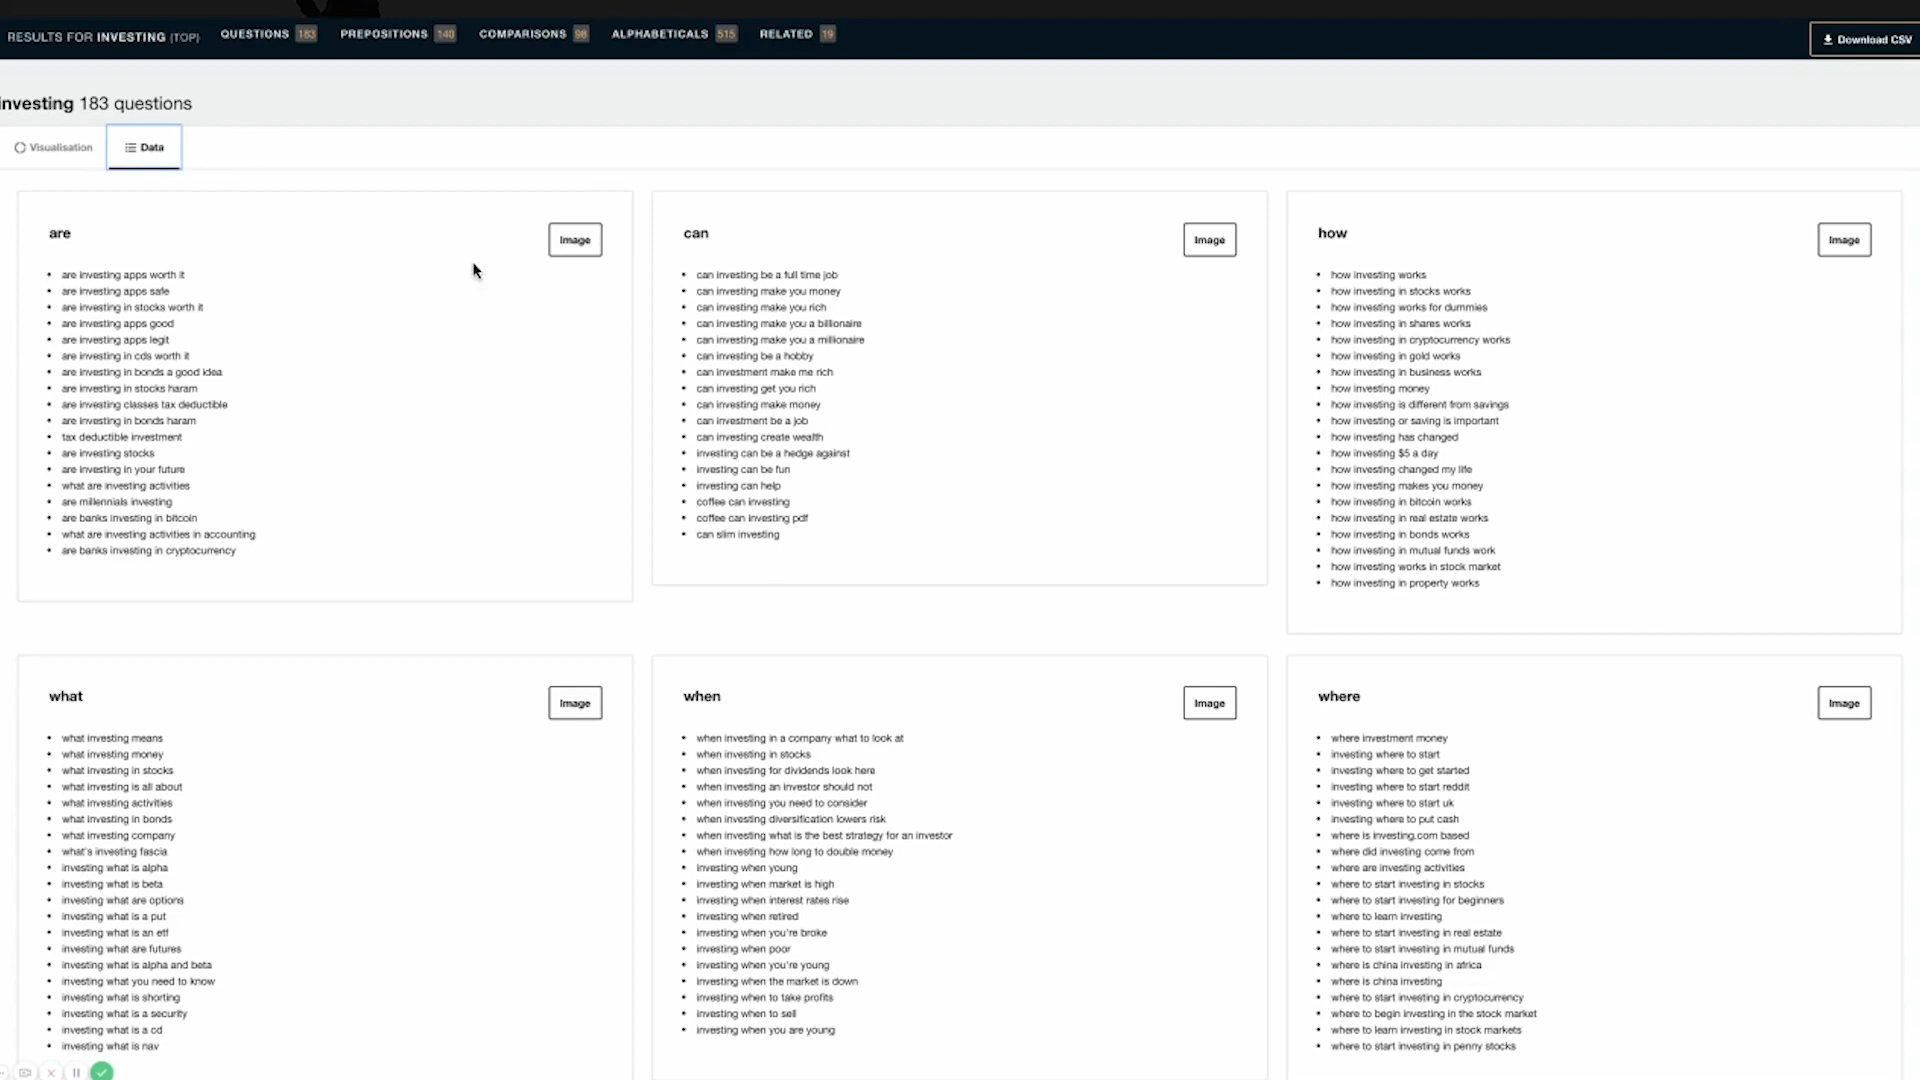 RESULTS FOR INVESTING (TOP) QUESTIONS 183 PREPOSITIONS 140 COMPARISONS 98 ALPHABETICALS 515 RELATED 19 Download CSV
investing 183 questions
Visualisation Data
are
Image
are investing apps worth it
are investing apps safe
are investing in stocks worth it
are investing apps good
are investing apps legit
are investing in cds worth it
are investing in bonds a good idea
are investing in stocks haram
are investing classes tax deductible
are investing in bonds haram
tax deductible investment
are investing stocks
are investing in your future
what are investing activities
are millennials investing
are banks investing in bitcoin
what are investing activities in accounting
are banks investing in cryptocurrency
can
Image
can investing be a full time job
can investing make you money
can investing make you rich
can investing make you a billionaire
can investing make you a millionaire
can investing be a hobby
can investment make me rich
can investing get you rich
can investing make money
can investment be a job
can investing create wealth
investing can be a hedge against
investing can be fun
investing can help
coffee can investing
coffee can investing pdf
can slim investing
how
Image
how investing works
how investing in stocks works
how investing works for dummies
how investing in shares works
how investing in cryptocurrency works
how investing in gold works
how investing in business works
how investing money
how investing is different from savings
how investing or saving is important
how investing has changed
how investing $5 a day
how investing changed my life
how investing makes you money
how investing in bitcoin works
how investing in real estate works
how investing in bonds works
how investing in mutual funds work
how investing works in stock market
how investing in property works
what
Image
what investing means
what investing money
what investing in stocks
what investing is all about
what investing activities
what investing in bonds
what investing company
what's investing fascia
investing what is alpha
investing what is beta
investing what are options
investing what is a put
investing what is an etf
investing what are futures
investing what is alpha and beta
investing what you need to know
investing what is shorting
investing what is a security
investing what is a cd
investing what is nav
when
Image
when investing in a company what to look at
when investing in stocks
when investing for dividends look here
when investing an investor should not
when investing you need to consider
when investing diversification lowers risk
when investing what is the best strategy for an investor
when investing how long to double money
investing when young
investing when market is high
investing when interest rates rise
investing when retired
investing when you're broke
investing when poor
investing when you're young
investing when the market is down
investing when to take profits
investing when to sell
investing when you are young
where
Image
where investment money
investing where to start
investing where to get started
investing where to start reddit
investing where to start uk
investing where to put cash
where is investing.com based
where did investing come from
where are investing activities
where to start investing in stocks
where to start investing for beginners
where to learn investing
where to start investing in real estate
where to start investing in mutual funds
where is china investing in africa
where is china investing
where to start investing in cryptocurrency
where to begin investing in the stock market
where to learn investing in stock markets
where to start investing in penny stocks